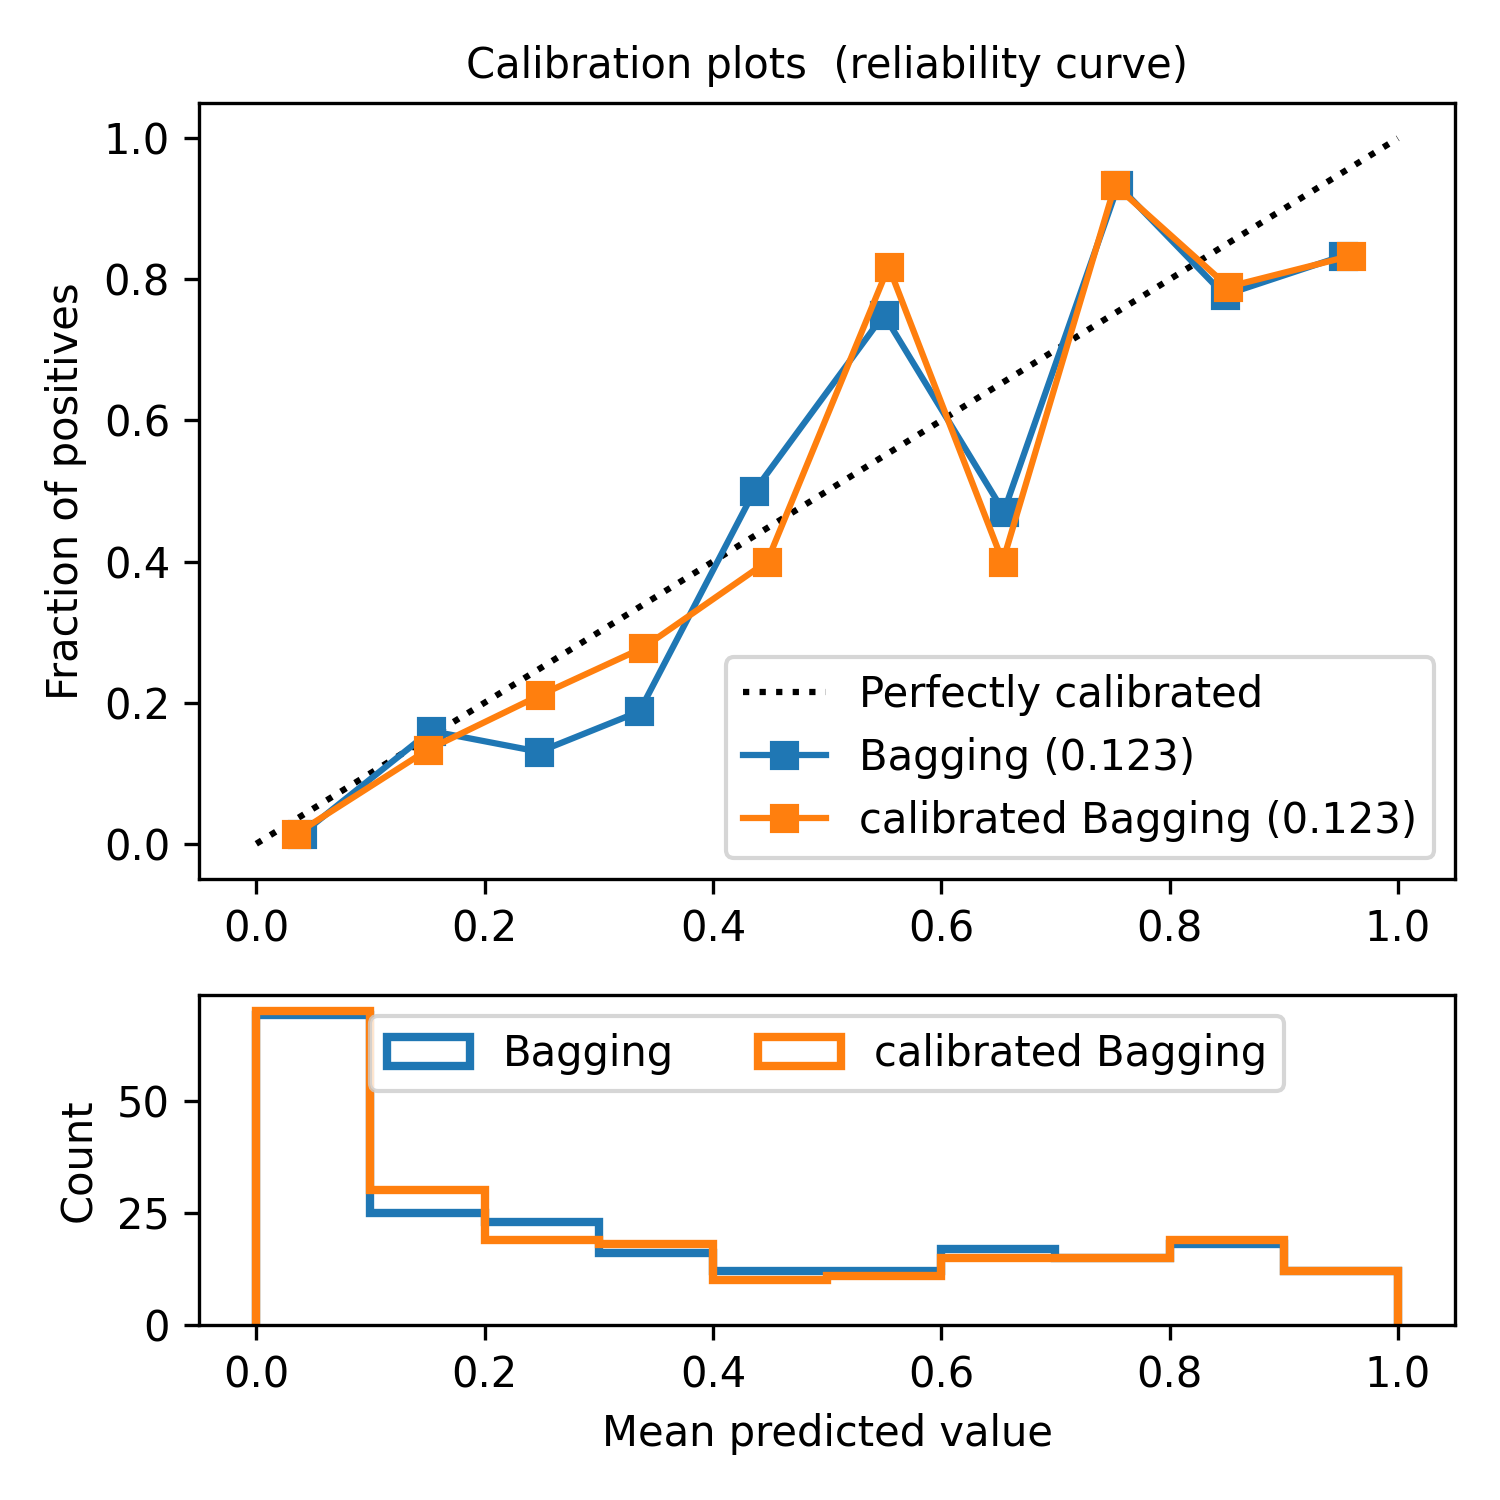 Calibration plots  (reliability curve)
1.0
0.8
0.6
0.4
0.2
0.0
Fraction of positives
Perfectly calibrated
Bagging (0.123)
calibrated Bagging (0.123)
0.0 0.2 0.4 0.6 0.8 1.0
Bagging calibrated Bagging
50
25
0
Count
0.0 0.2 0.4 0.6 0.8 1.0
Mean predicted value